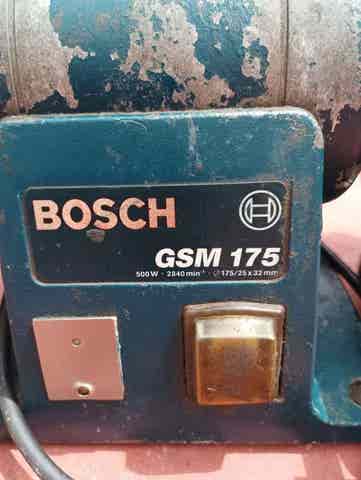 BOSCH
GSM 175
500 W · 2840 min⁻¹ · ∅ 175/25 x 32 mm